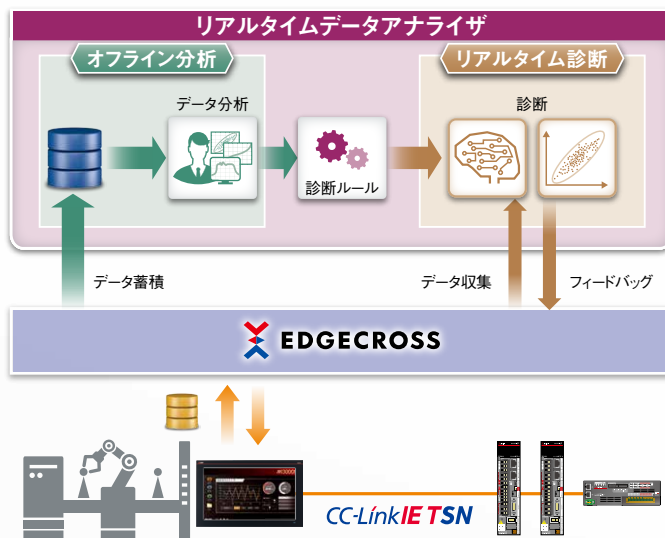 リアルタイムデータアナライザ
オフライン分析
リアルタイム診断
データ分析
診断
診断ルール
データ蓄積
データ収集
フィードバッグ
EDGECROSS
CC-Link IE TSN